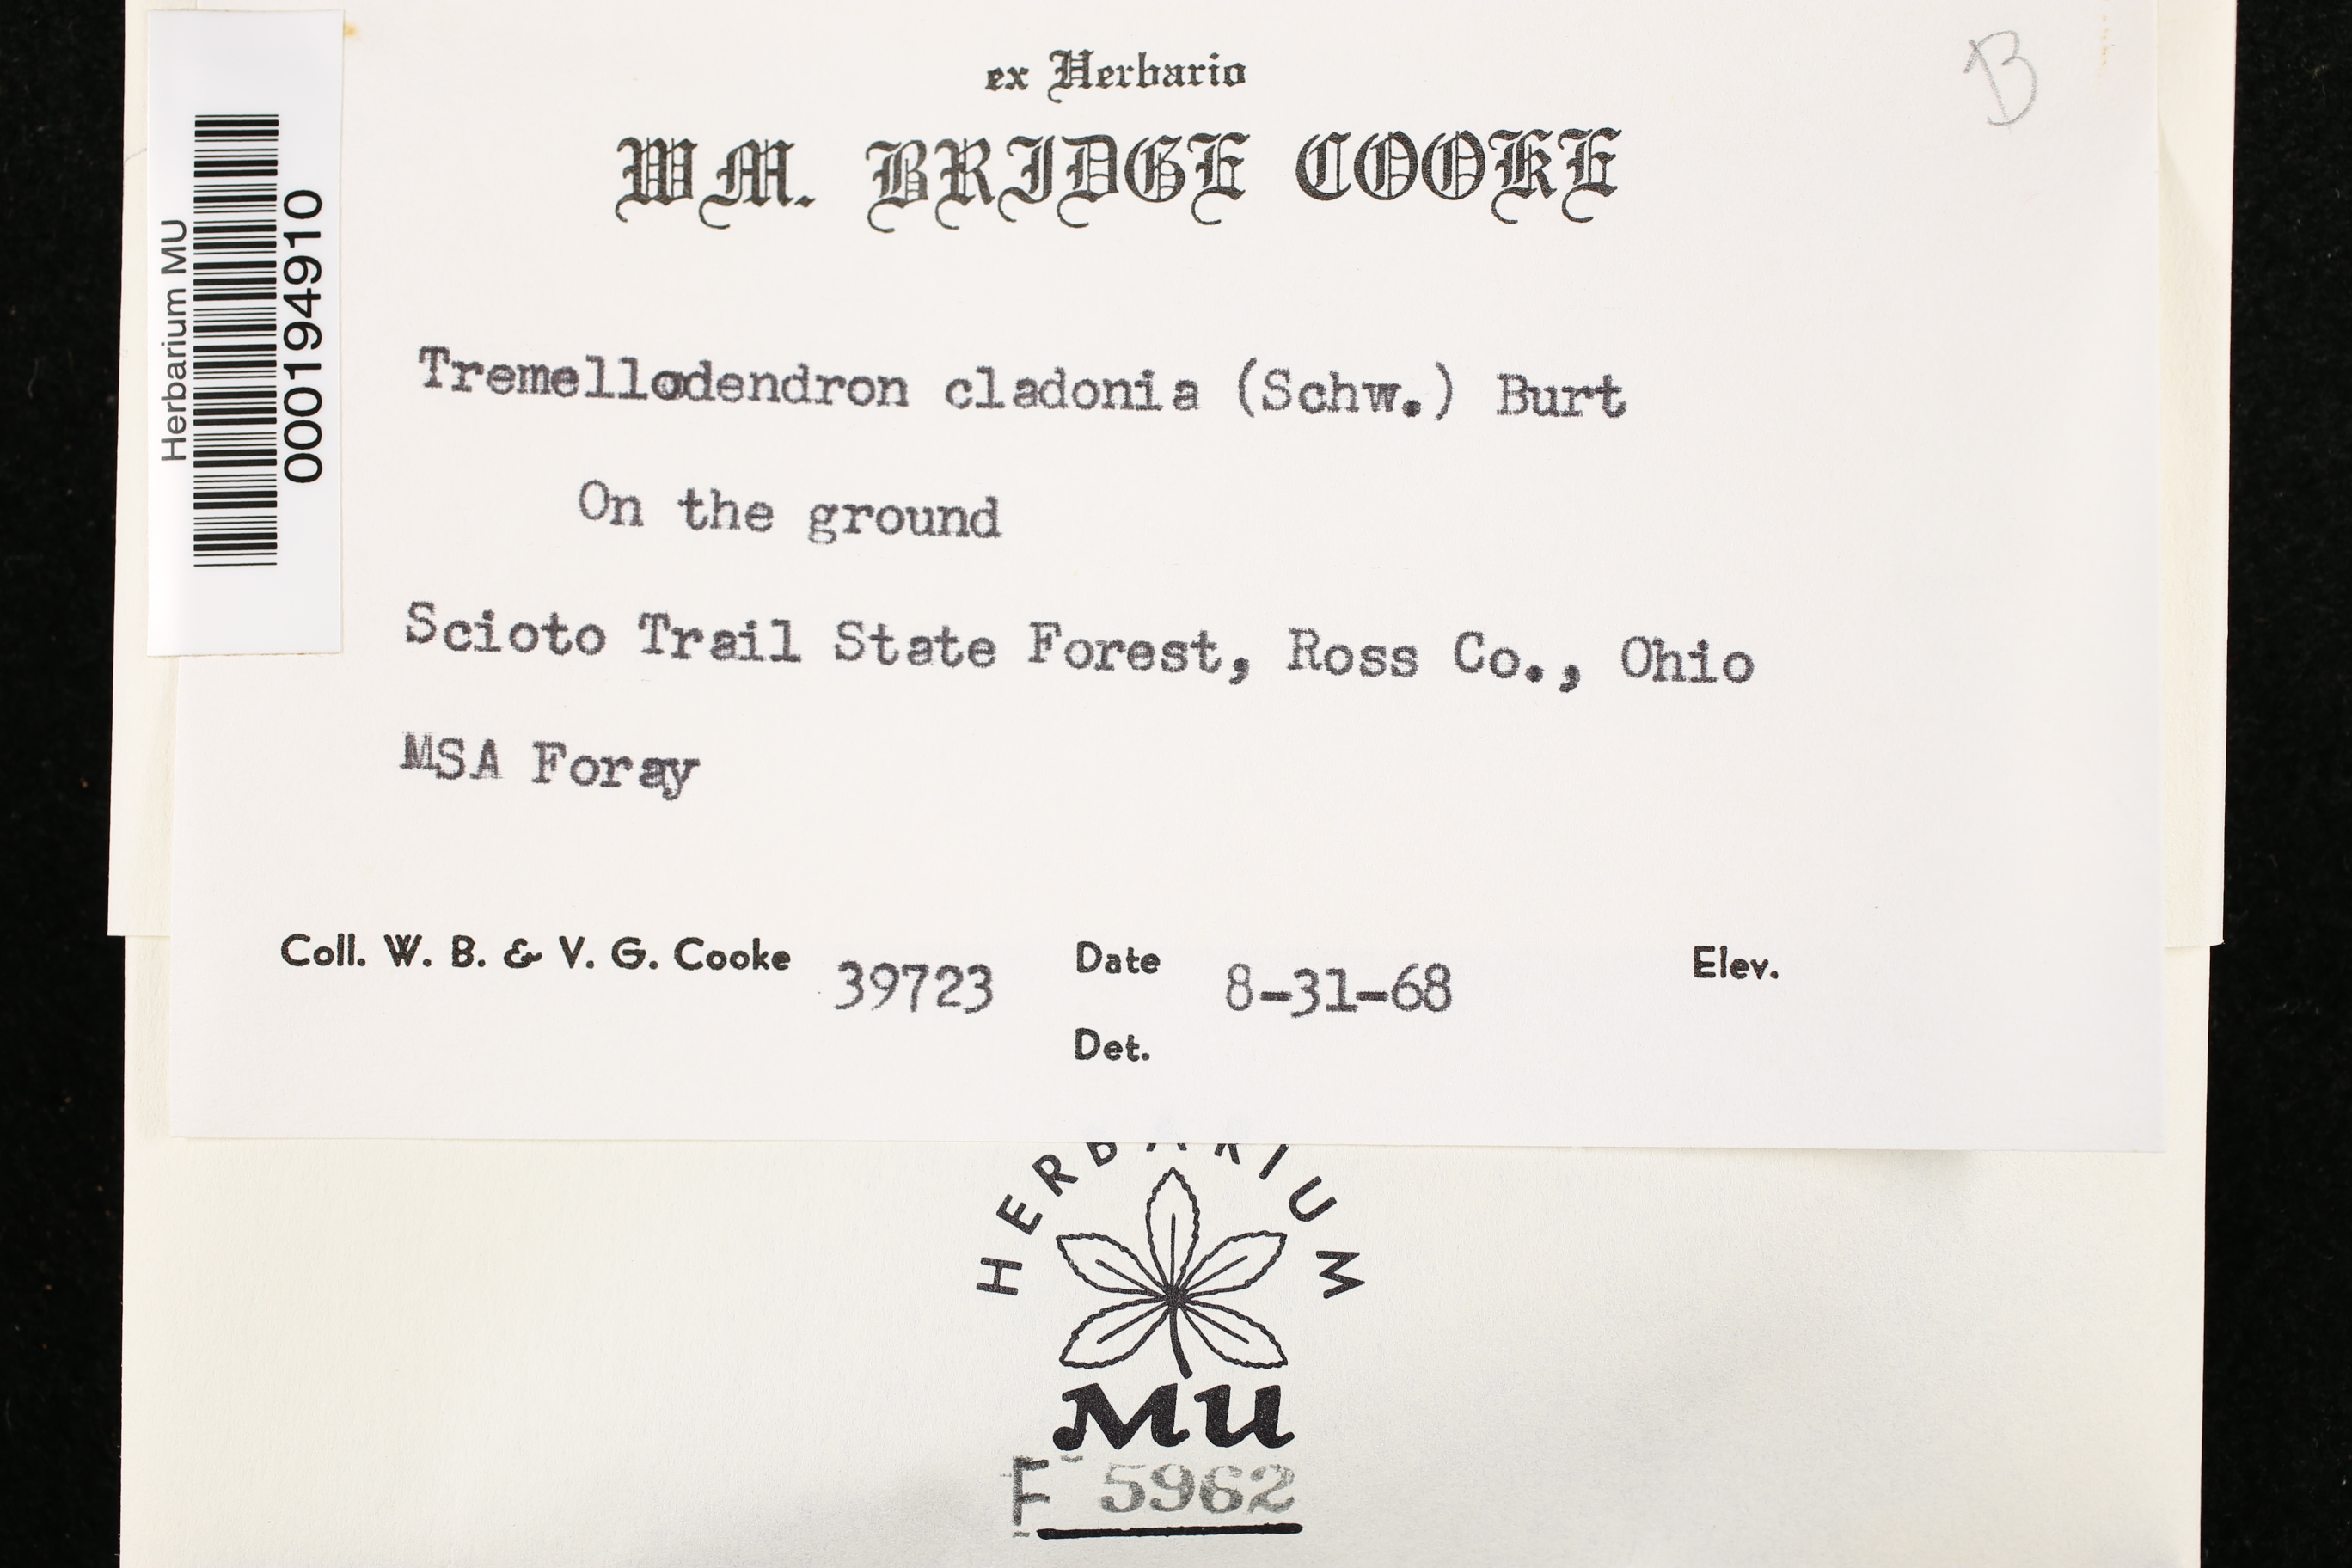 ex Herbario
WM. BRIDGE COOKE
B
Herbarium MU
000194910
Tremellodendron cladonia (Schw.) Burt
On the ground
Scioto Trail State Forest, Ross Co., Ohio
MSA Foray
Coll. W. B. & V. G. Cooke 39723 Date 8-31-68 Elev.
Det.
HERBARIUM
MU
F 5962